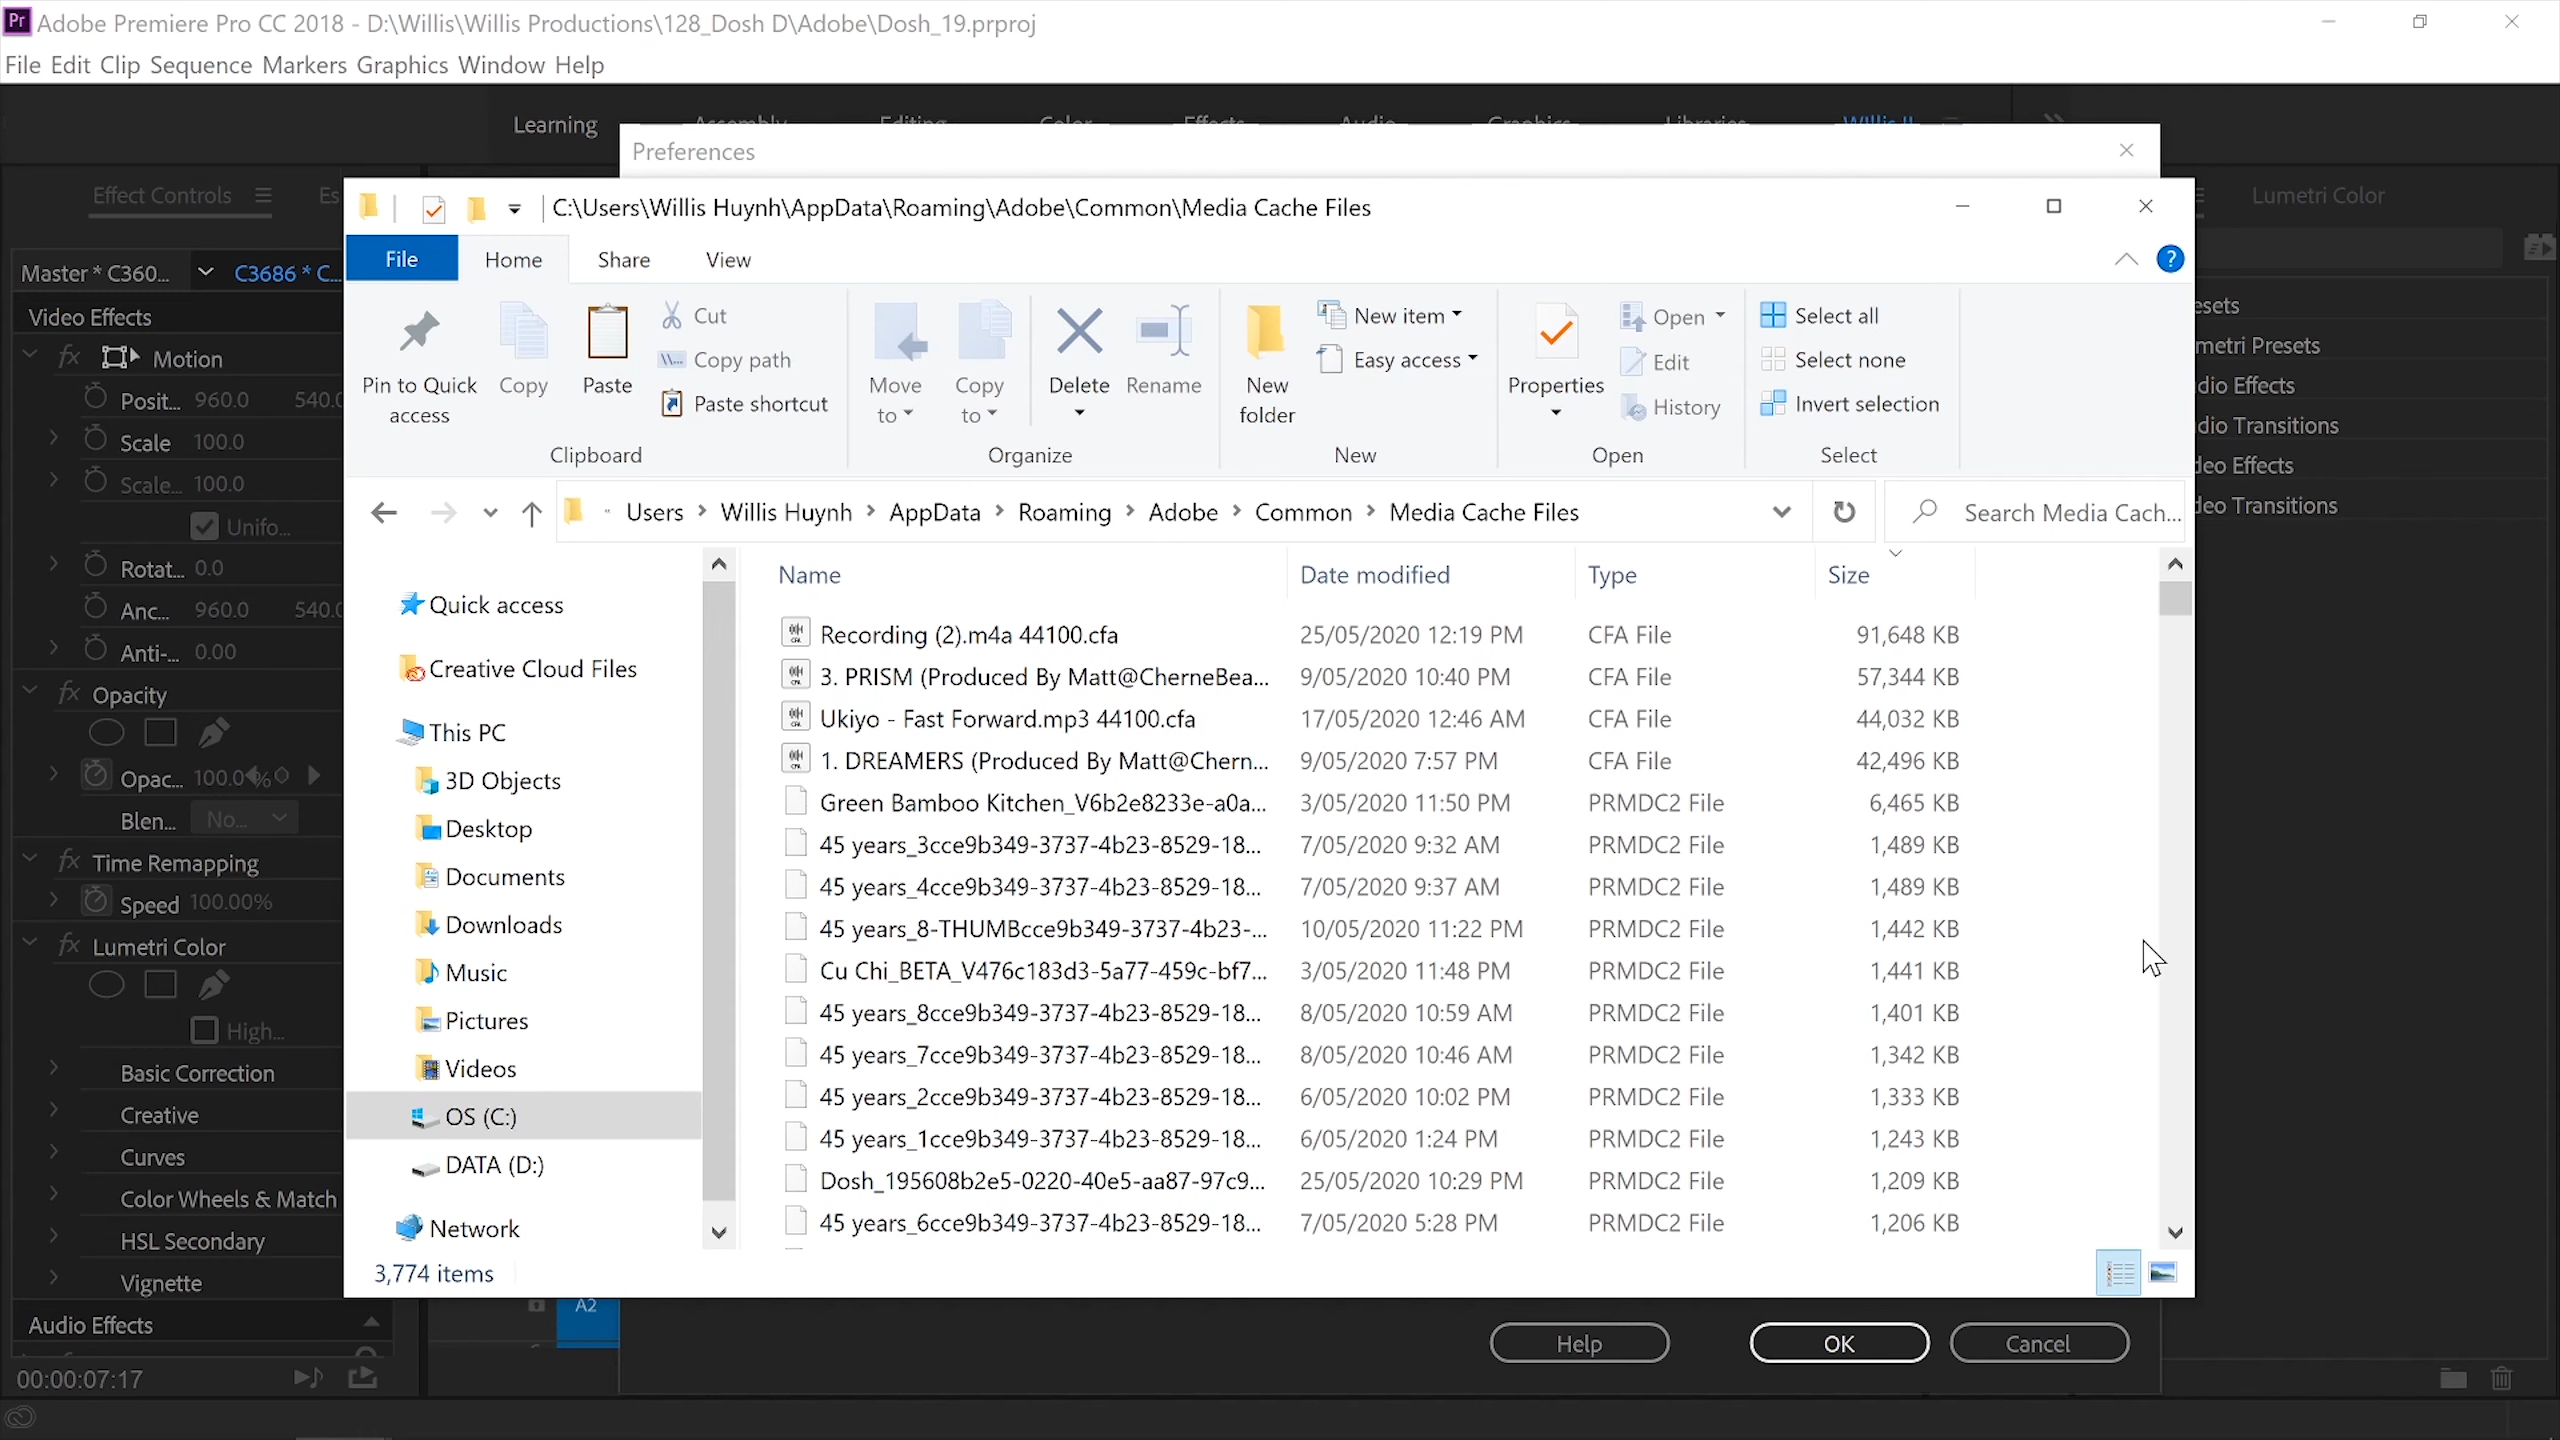 Adobe Premiere Pro CC 2018 - D:\Willis\Willis Productions\128_Dosh D\Adobe\Dosh_19.prproj
File Edit Clip Sequence Markers Graphics Window Help
Learning Assembly Editing Color Effects Audio Graphics Libraries
Preferences
Effect Controls Es
Lumetri Color
C:\Users\Willis Huynh\AppData\Roaming\Adobe\Common\Media Cache Files
File Home Share View
Master * C360... C3686 * C...
Video Effects
Motion
Posit... 960.0 540.0
Scale 100.0
Scale... 100.0
Unifo...
Rotat... 0.0
Anc... 960.0 540.0
Anti-... 0.00
Opacity
Opac... 100.0 %
Blen... No...
Time Remapping
Speed 100.00%
Lumetri Color
High...
Basic Correction
Creative
Curves
Color Wheels & Match
HSL Secondary
Vignette
Audio Effects
00:00:07:17
Pin to Quick access
Copy
Paste
Cut
Copy path
Paste shortcut
Clipboard
Move to
Copy to
Delete
Rename
Organize
New folder
New item
Easy access
New
Properties
Open
Edit
History
Open
Select all
Select none
Invert selection
Select
Users Willis Huynh AppData Roaming Adobe Common Media Cache Files
Search Media Cach...
Quick access
Creative Cloud Files
This PC
3D Objects
Desktop
Documents
Downloads
Music
Pictures
Videos
OS (C:)
DATA (D:)
Network
Name Date modified Type Size
Recording (2).m4a 44100.cfa 25/05/2020 12:19 PM CFA File 91,648 KB
3. PRISM (Produced By Matt@CherneBea... 9/05/2020 10:40 PM CFA File 57,344 KB
Ukiyo - Fast Forward.mp3 44100.cfa 17/05/2020 12:46 AM CFA File 44,032 KB
1. DREAMERS (Produced By Matt@Chern... 9/05/2020 7:57 PM CFA File 42,496 KB
Green Bamboo Kitchen_V6b2e8233e-a0a... 3/05/2020 11:50 PM PRMDC2 File 6,465 KB
45 years_3cce9b349-3737-4b23-8529-18... 7/05/2020 9:32 AM PRMDC2 File 1,489 KB
45 years_4cce9b349-3737-4b23-8529-18... 7/05/2020 9:37 AM PRMDC2 File 1,489 KB
45 years_8-THUMBcce9b349-3737-4b23-... 10/05/2020 11:22 PM PRMDC2 File 1,442 KB
Cu Chi_BETA_V476c183d3-5a77-459c-bf7... 3/05/2020 11:48 PM PRMDC2 File 1,441 KB
45 years_8cce9b349-3737-4b23-8529-18... 8/05/2020 10:59 AM PRMDC2 File 1,401 KB
45 years_7cce9b349-3737-4b23-8529-18... 8/05/2020 10:46 AM PRMDC2 File 1,342 KB
45 years_2cce9b349-3737-4b23-8529-18... 6/05/2020 10:02 PM PRMDC2 File 1,333 KB
45 years_1cce9b349-3737-4b23-8529-18... 6/05/2020 1:24 PM PRMDC2 File 1,243 KB
Dosh_195608b2e5-0220-40e5-aa87-97c9... 25/05/2020 10:29 PM PRMDC2 File 1,209 KB
45 years_6cce9b349-3737-4b23-8529-18... 7/05/2020 5:28 PM PRMDC2 File 1,206 KB
3,774 items
esets
metri Presets
dio Effects
dio Transitions
deo Effects
deo Transitions
A2
Help OK Cancel